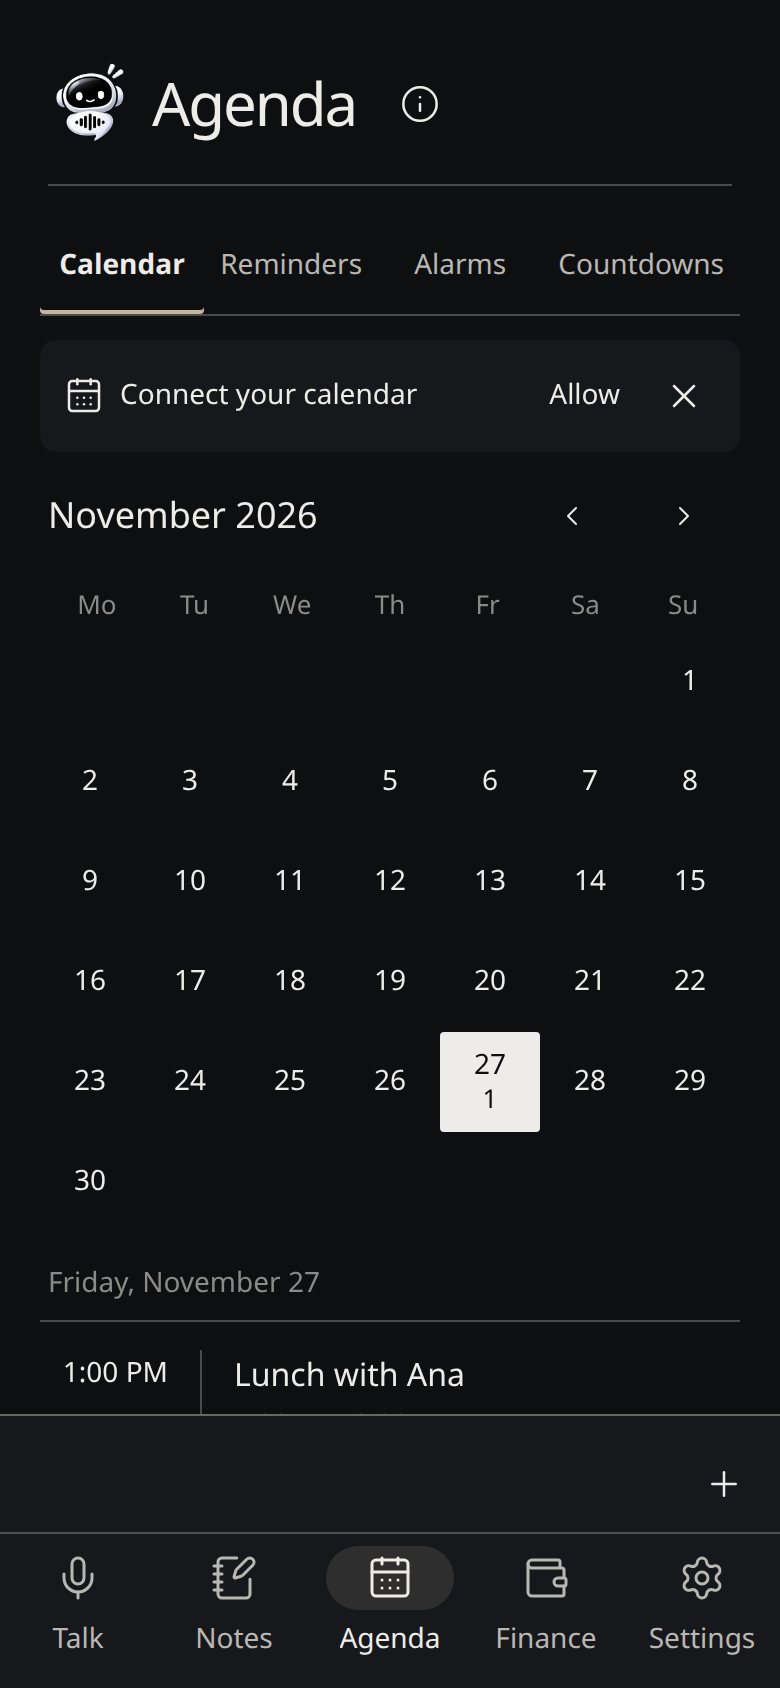 Agenda
Calendar Reminders Alarms Countdowns
Connect your calendar Allow
November 2026
Mo Tu We Th Fr Sa Su
1
2 3 4 5 6 7 8
9 10 11 12 13 14 15
16 17 18 19 20 21 22
23 24 25 26 27 28 29
1
30
Friday, November 27
1:00 PM Lunch with Ana
Talk Notes Agenda Finance Settings